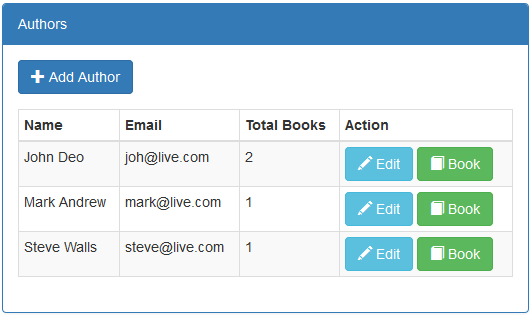 Authors
Add Author
Name Email Total Books Action
John Deo joh@live.com 2 Edit Book
Mark Andrew mark@live.com 1 Edit Book
Steve Walls steve@live.com 1 Edit Book